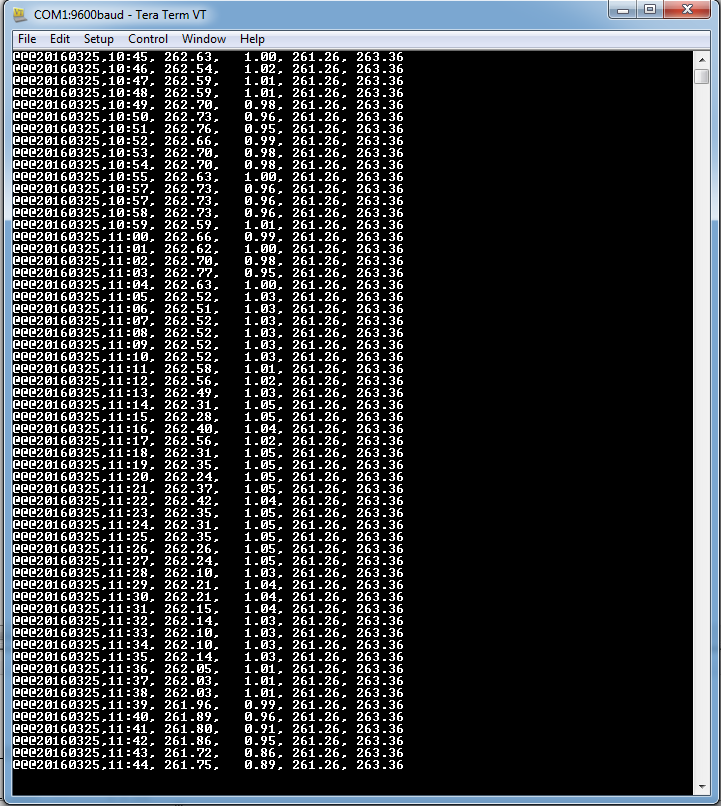 COM1:9600baud - Tera Term VT
File Edit Setup Control Window Help
@@@20160325,10:45, 262.63,   1.00, 261.26, 263.36
@@@20160325,10:46, 262.54,   1.02, 261.26, 263.36
@@@20160325,10:47, 262.59,   1.01, 261.26, 263.36
@@@20160325,10:48, 262.59,   1.01, 261.26, 263.36
@@@20160325,10:49, 262.70,   0.98, 261.26, 263.36
@@@20160325,10:50, 262.73,   0.96, 261.26, 263.36
@@@20160325,10:51, 262.76,   0.95, 261.26, 263.36
@@@20160325,10:52, 262.66,   0.99, 261.26, 263.36
@@@20160325,10:53, 262.70,   0.98, 261.26, 263.36
@@@20160325,10:54, 262.70,   0.98, 261.26, 263.36
@@@20160325,10:55, 262.63,   1.00, 261.26, 263.36
@@@20160325,10:57, 262.73,   0.96, 261.26, 263.36
@@@20160325,10:57, 262.73,   0.96, 261.26, 263.36
@@@20160325,10:58, 262.73,   0.96, 261.26, 263.36
@@@20160325,10:59, 262.59,   1.01, 261.26, 263.36
@@@20160325,11:00, 262.66,   0.99, 261.26, 263.36
@@@20160325,11:01, 262.62,   1.00, 261.26, 263.36
@@@20160325,11:02, 262.70,   0.98, 261.26, 263.36
@@@20160325,11:03, 262.77,   0.95, 261.26, 263.36
@@@20160325,11:04, 262.63,   1.00, 261.26, 263.36
@@@20160325,11:05, 262.52,   1.03, 261.26, 263.36
@@@20160325,11:06, 262.51,   1.03, 261.26, 263.36
@@@20160325,11:07, 262.52,   1.03, 261.26, 263.36
@@@20160325,11:08, 262.52,   1.03, 261.26, 263.36
@@@20160325,11:09, 262.52,   1.03, 261.26, 263.36
@@@20160325,11:10, 262.52,   1.03, 261.26, 263.36
@@@20160325,11:11, 262.58,   1.01, 261.26, 263.36
@@@20160325,11:12, 262.56,   1.02, 261.26, 263.36
@@@20160325,11:13, 262.49,   1.03, 261.26, 263.36
@@@20160325,11:14, 262.31,   1.05, 261.26, 263.36
@@@20160325,11:15, 262.28,   1.05, 261.26, 263.36
@@@20160325,11:16, 262.40,   1.04, 261.26, 263.36
@@@20160325,11:17, 262.56,   1.02, 261.26, 263.36
@@@20160325,11:18, 262.31,   1.05, 261.26, 263.36
@@@20160325,11:19, 262.35,   1.05, 261.26, 263.36
@@@20160325,11:20, 262.24,   1.05, 261.26, 263.36
@@@20160325,11:21, 262.37,   1.05, 261.26, 263.36
@@@20160325,11:22, 262.42,   1.04, 261.26, 263.36
@@@20160325,11:23, 262.35,   1.05, 261.26, 263.36
@@@20160325,11:24, 262.31,   1.05, 261.26, 263.36
@@@20160325,11:25, 262.35,   1.05, 261.26, 263.36
@@@20160325,11:26, 262.26,   1.05, 261.26, 263.36
@@@20160325,11:27, 262.24,   1.05, 261.26, 263.36
@@@20160325,11:28, 262.10,   1.03, 261.26, 263.36
@@@20160325,11:29, 262.21,   1.04, 261.26, 263.36
@@@20160325,11:30, 262.21,   1.04, 261.26, 263.36
@@@20160325,11:31, 262.15,   1.04, 261.26, 263.36
@@@20160325,11:32, 262.14,   1.03, 261.26, 263.36
@@@20160325,11:33, 262.10,   1.03, 261.26, 263.36
@@@20160325,11:34, 262.10,   1.03, 261.26, 263.36
@@@20160325,11:35, 262.14,   1.03, 261.26, 263.36
@@@20160325,11:36, 262.05,   1.01, 261.26, 263.36
@@@20160325,11:37, 262.03,   1.01, 261.26, 263.36
@@@20160325,11:38, 262.03,   1.01, 261.26, 263.36
@@@20160325,11:39, 261.96,   0.99, 261.26, 263.36
@@@20160325,11:40, 261.89,   0.96, 261.26, 263.36
@@@20160325,11:41, 261.80,   0.91, 261.26, 263.36
@@@20160325,11:42, 261.86,   0.95, 261.26, 263.36
@@@20160325,11:43, 261.72,   0.86, 261.26, 263.36
@@@20160325,11:44, 261.75,   0.89, 261.26, 263.36